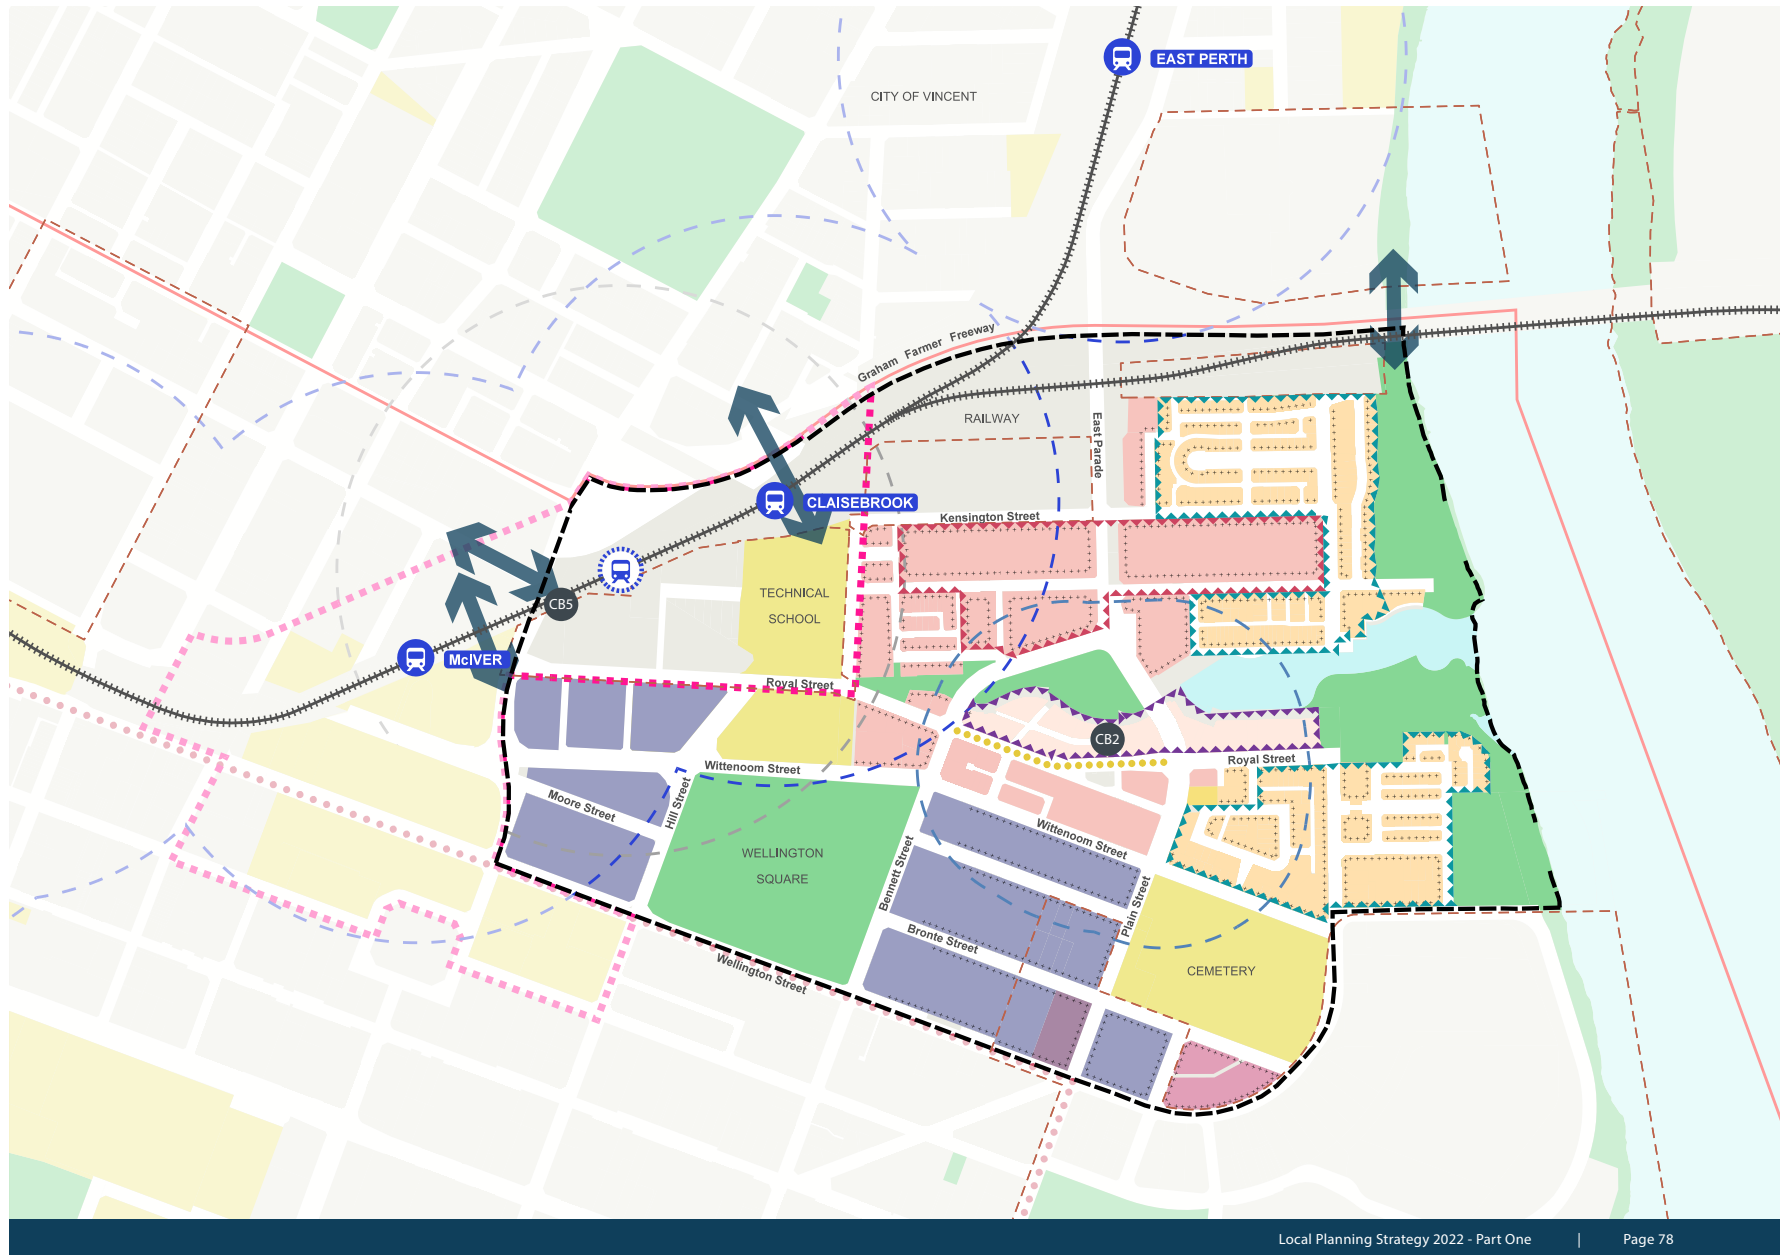 EAST PERTH
CITY OF VINCENT
Graham Farmer Freeway
RAILWAY
East Parade
CLAISEBROOK
Kensington Street
TECHNICAL
SCHOOL
CB5
McIVER
Royal Street
CB2
Royal Street
Wittenoom Street
Moore Street
Hill Street
WELLINGTON
SQUARE
Bennett Street
Wittenoom Street
Plain Street
Bronte Street
Wellington Street
CEMETERY
Local Planning Strategy 2022 - Part One | Page 78